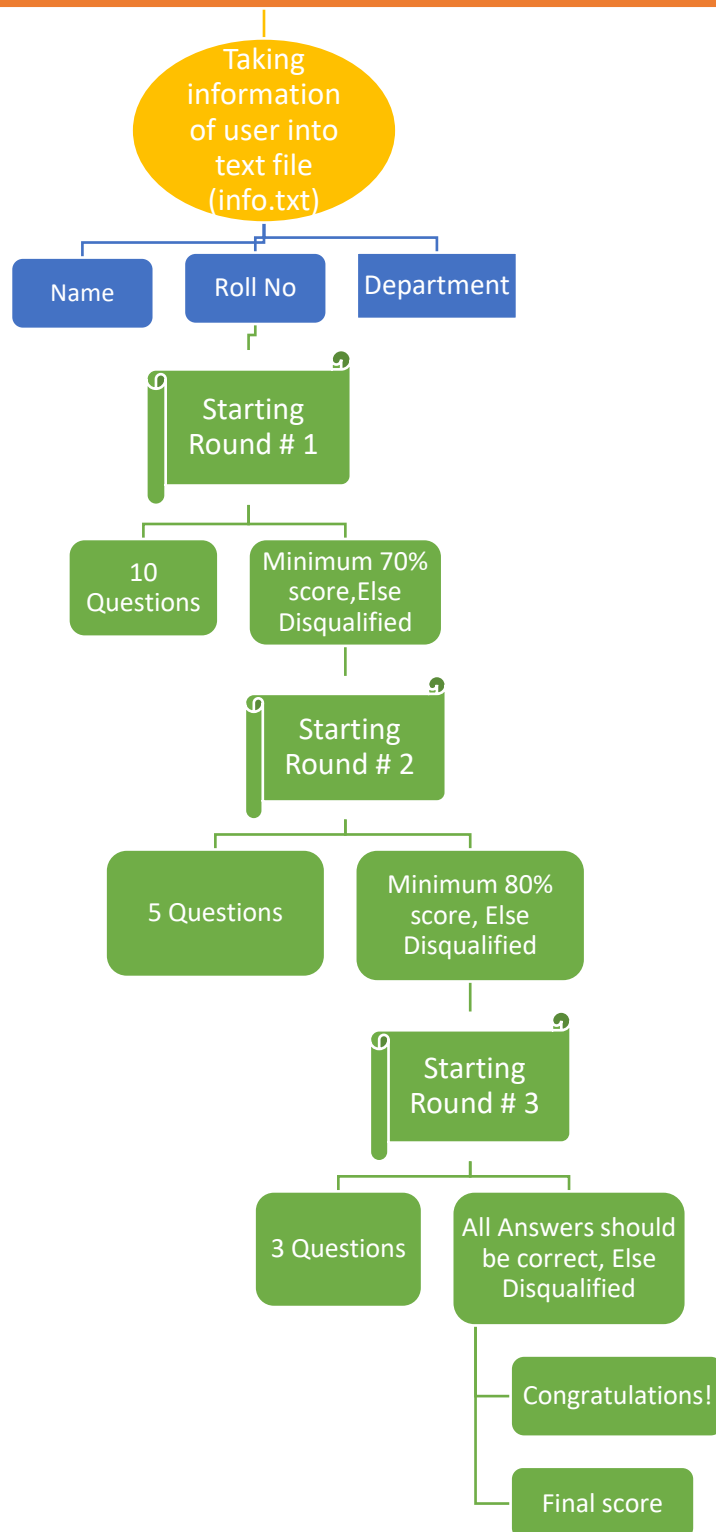 Taking
information
of user into
text file
(info.txt)
Name
Roll No
Department
Starting
Round # 1
10
Questions
Minimum 70%
score,Else
Disqualified
Starting
Round # 2
5 Questions
Minimum 80%
score, Else
Disqualified
Starting
Round # 3
3 Questions
All Answers should
be correct, Else
Disqualified
Congratulations!
Final score